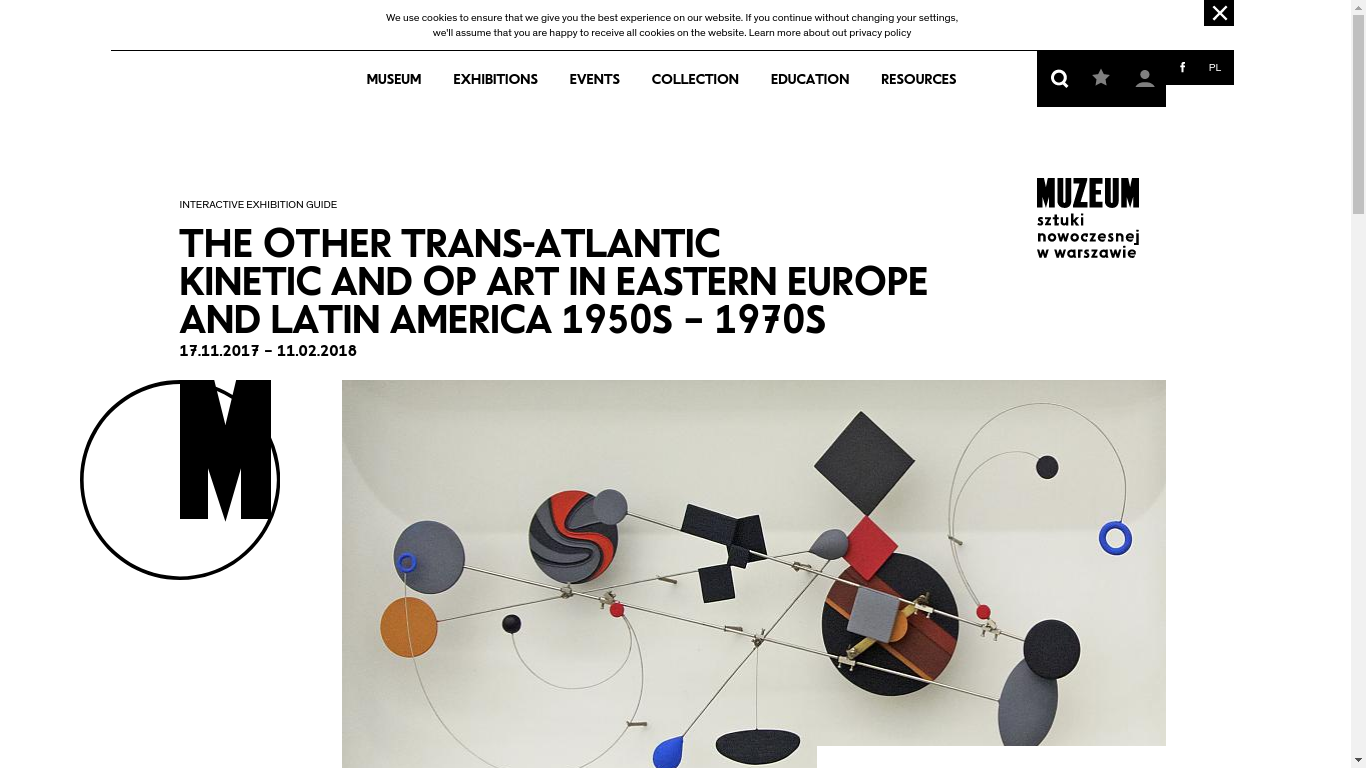 We use cookies to ensure that we give you the best experience on our website. If you continue without changing your settings,
we'll assume that you are happy to receive all cookies on the website. Learn more about out privacy policy
MUSEUM EXHIBITIONS EVENTS COLLECTION EDUCATION RESOURCES
f PL
MUZEUM
sztuki
nowoczesnej
w warszawie
INTERACTIVE EXHIBITION GUIDE
THE OTHER TRANS-ATLANTIC
KINETIC AND OP ART IN EASTERN EUROPE
AND LATIN AMERICA 1950S – 1970S
17.11.2017 – 11.02.2018
M